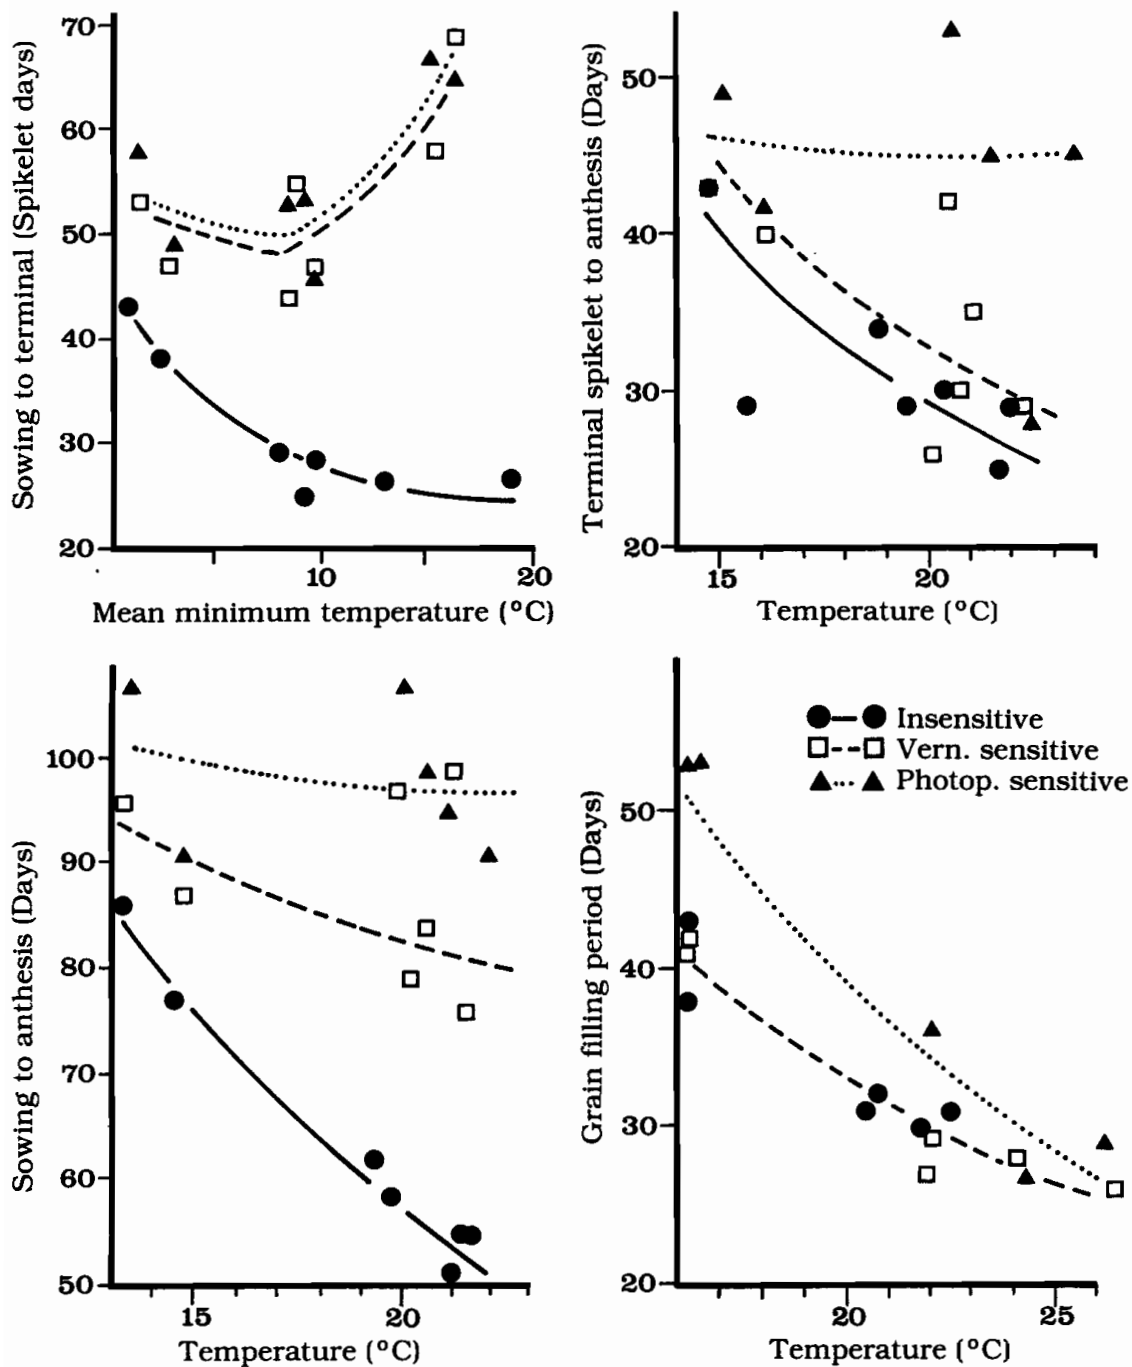 Sowing to terminal (Spikelet days)
70
60
50
40
30
20
10
20
Mean minimum temperature (°C)
Terminal spikelet to anthesis (Days)
50
40
30
20
15
20
Temperature (°C)
Sowing to anthesis (Days)
100
90
80
70
60
50
15
20
Temperature (°C)
Grain filling period (Days)
50
40
30
20
20
25
Temperature (°C)
Insensitive
Vern. sensitive
Photop. sensitive